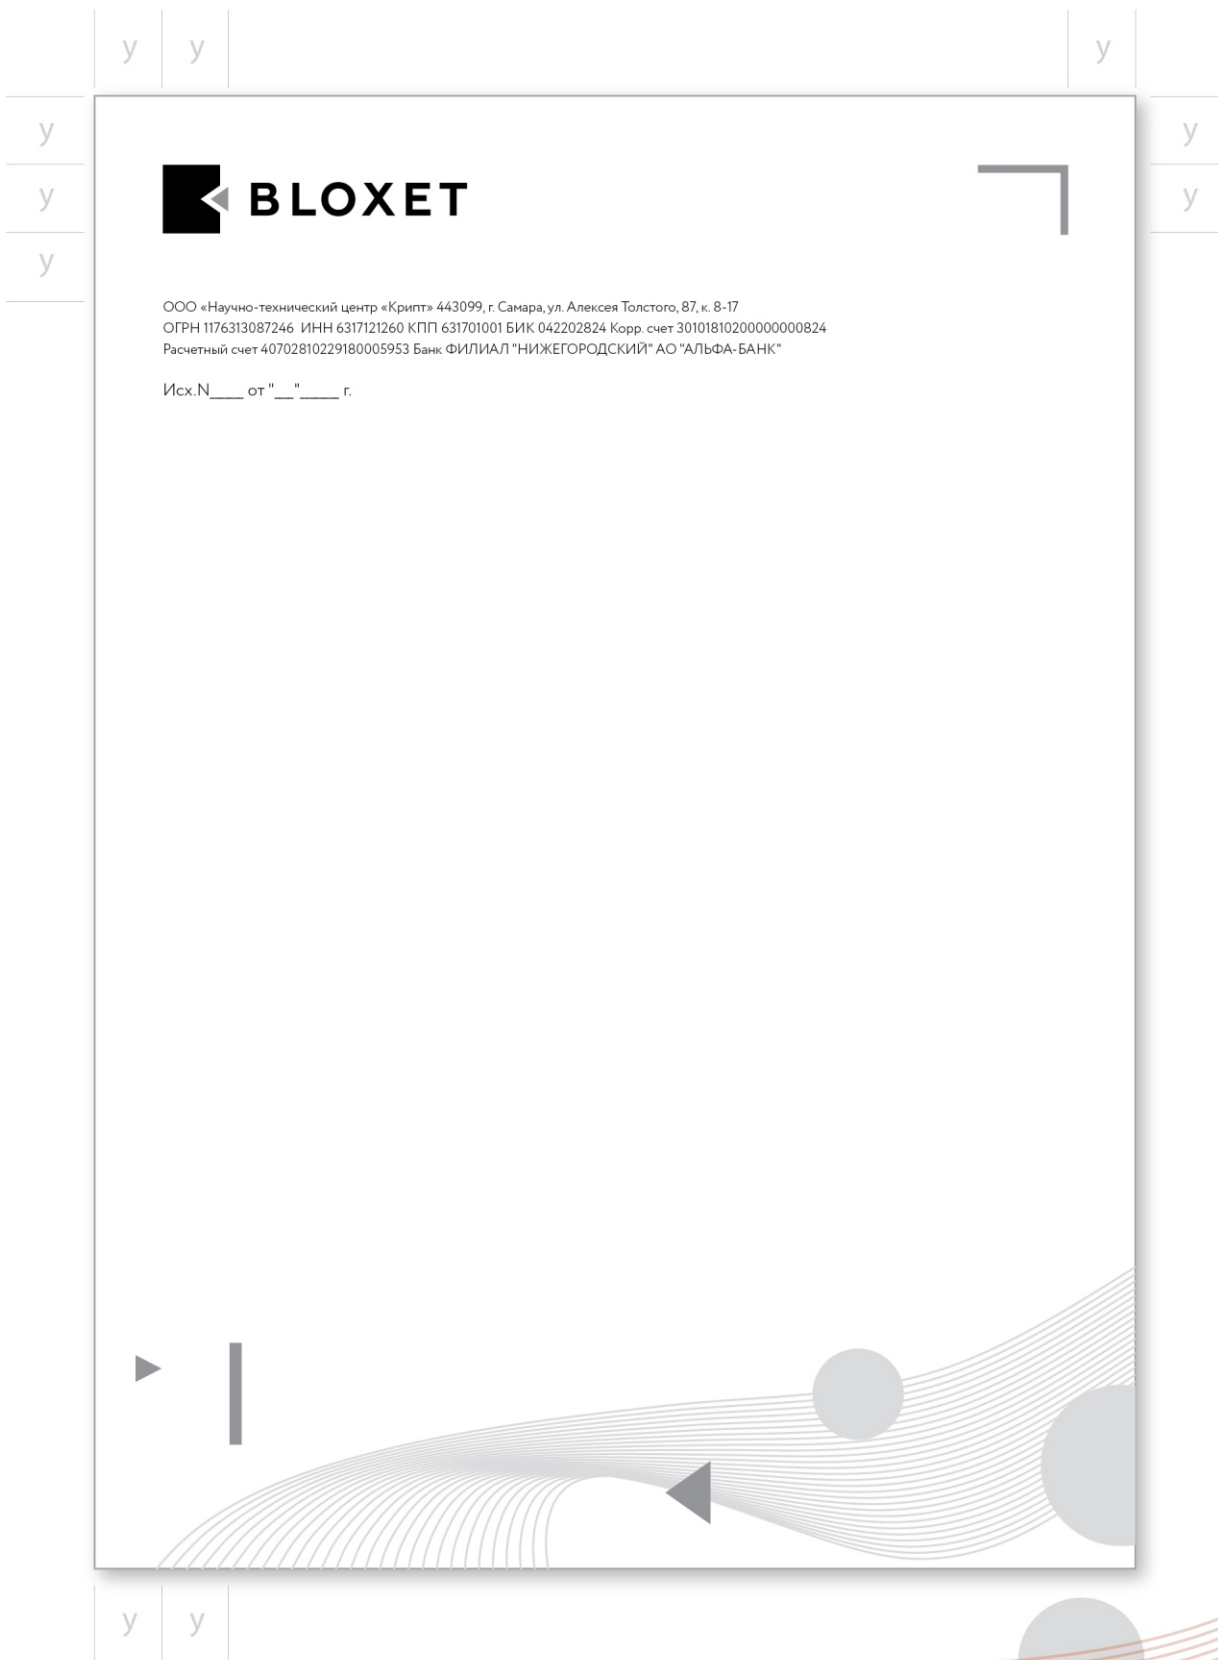 y y y
y y
BLOXET
y y
y
ООО «Научно-технический центр «Крипт» 443099, г. Самара, ул. Алексея Толстого, 87, к. 8-17
ОГРН 1176313087246 ИНН 6317121260 КПП 631701001 БИК 042202824 Корр. счет 30101810200000000824
Расчетный счет 40702810229180005953 Банк ФИЛИАЛ "НИЖЕГОРОДСКИЙ" АО "АЛЬФА-БАНК"
Исх.N____ от "__"____ г.
y y